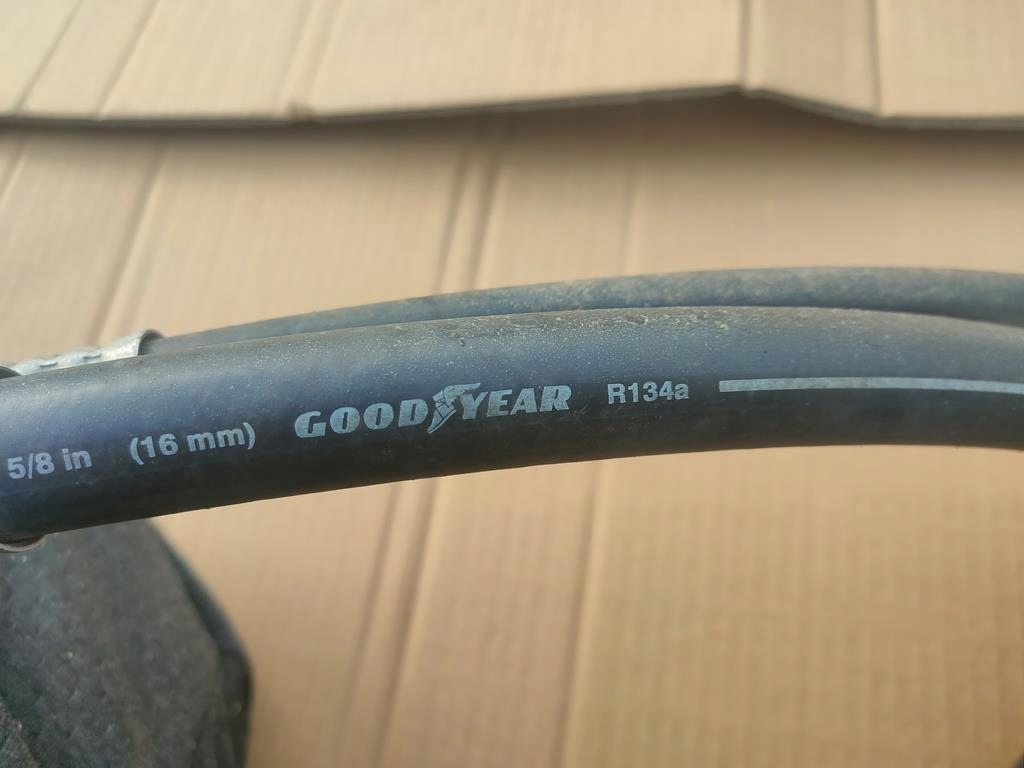 5/8 in (16 mm) GOODYEAR R134a